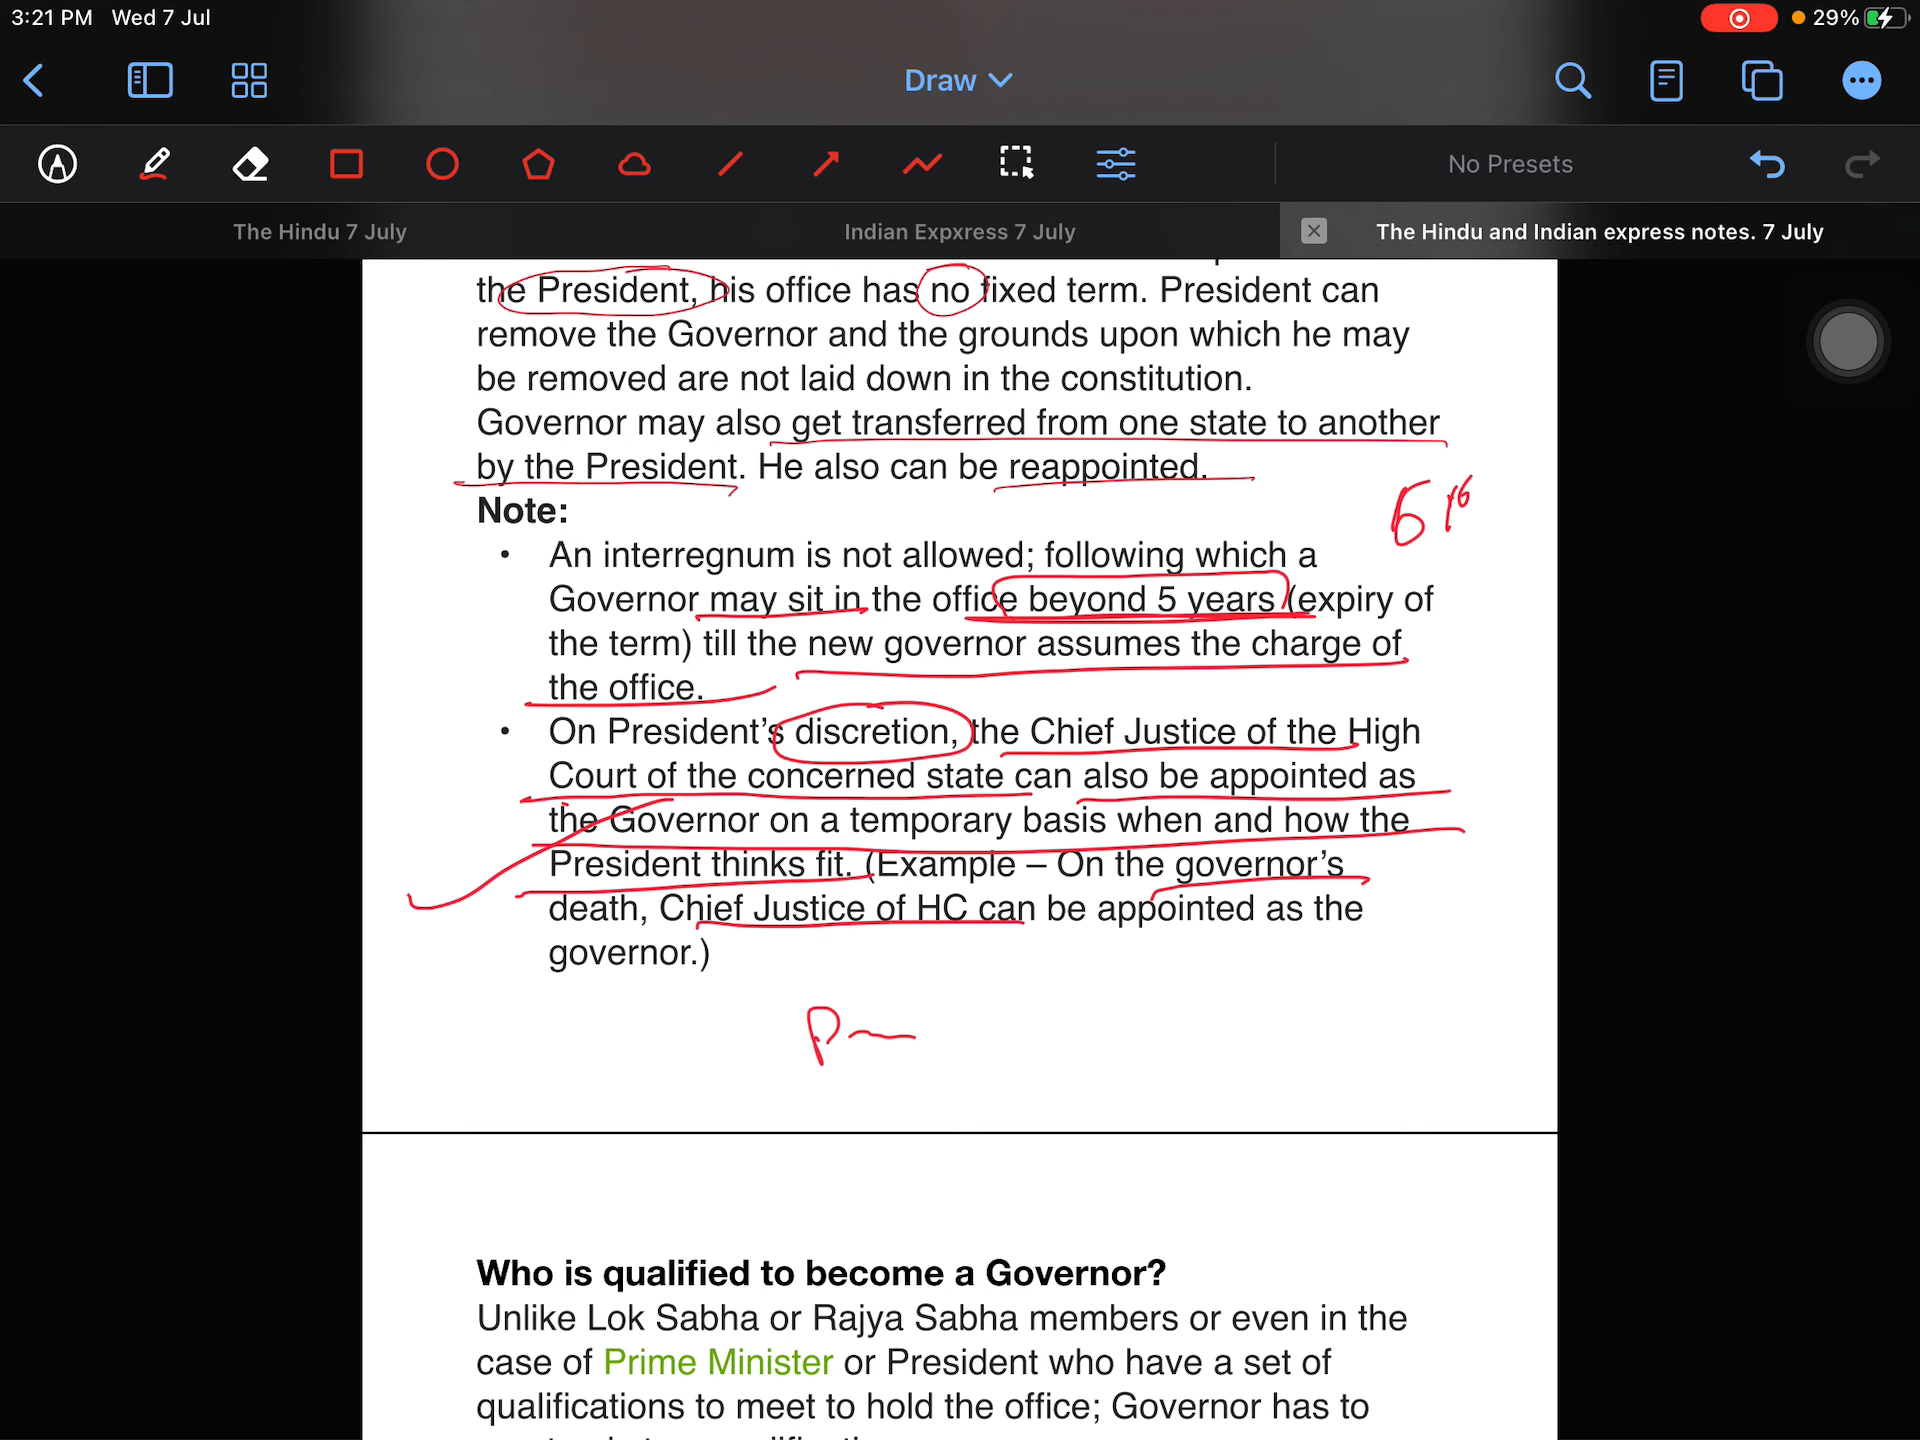 3:21 PM Wed 7 Jul
29%
Draw
No Presets
The Hindu 7 July
Indian Expxress 7 July
The Hindu and Indian express notes. 7 July
the President, his office has no fixed term. President can
remove the Governor and the grounds upon which he may
be removed are not laid down in the constitution.
Governor may also get transferred from one state to another
by the President. He also can be reappointed.
Note:
• An interregnum is not allowed; following which a
Governor may sit in the office beyond 5 years (expiry of
the term) till the new governor assumes the charge of
the office.
• On President’s discretion, the Chief Justice of the High
Court of the concerned state can also be appointed as
the Governor on a temporary basis when and how the
President thinks fit. (Example – On the governor’s
death, Chief Justice of HC can be appointed as the
governor.)
Who is qualified to become a Governor?
Unlike Lok Sabha or Rajya Sabha members or even in the
case of Prime Minister or President who have a set of
qualifications to meet to hold the office; Governor has to